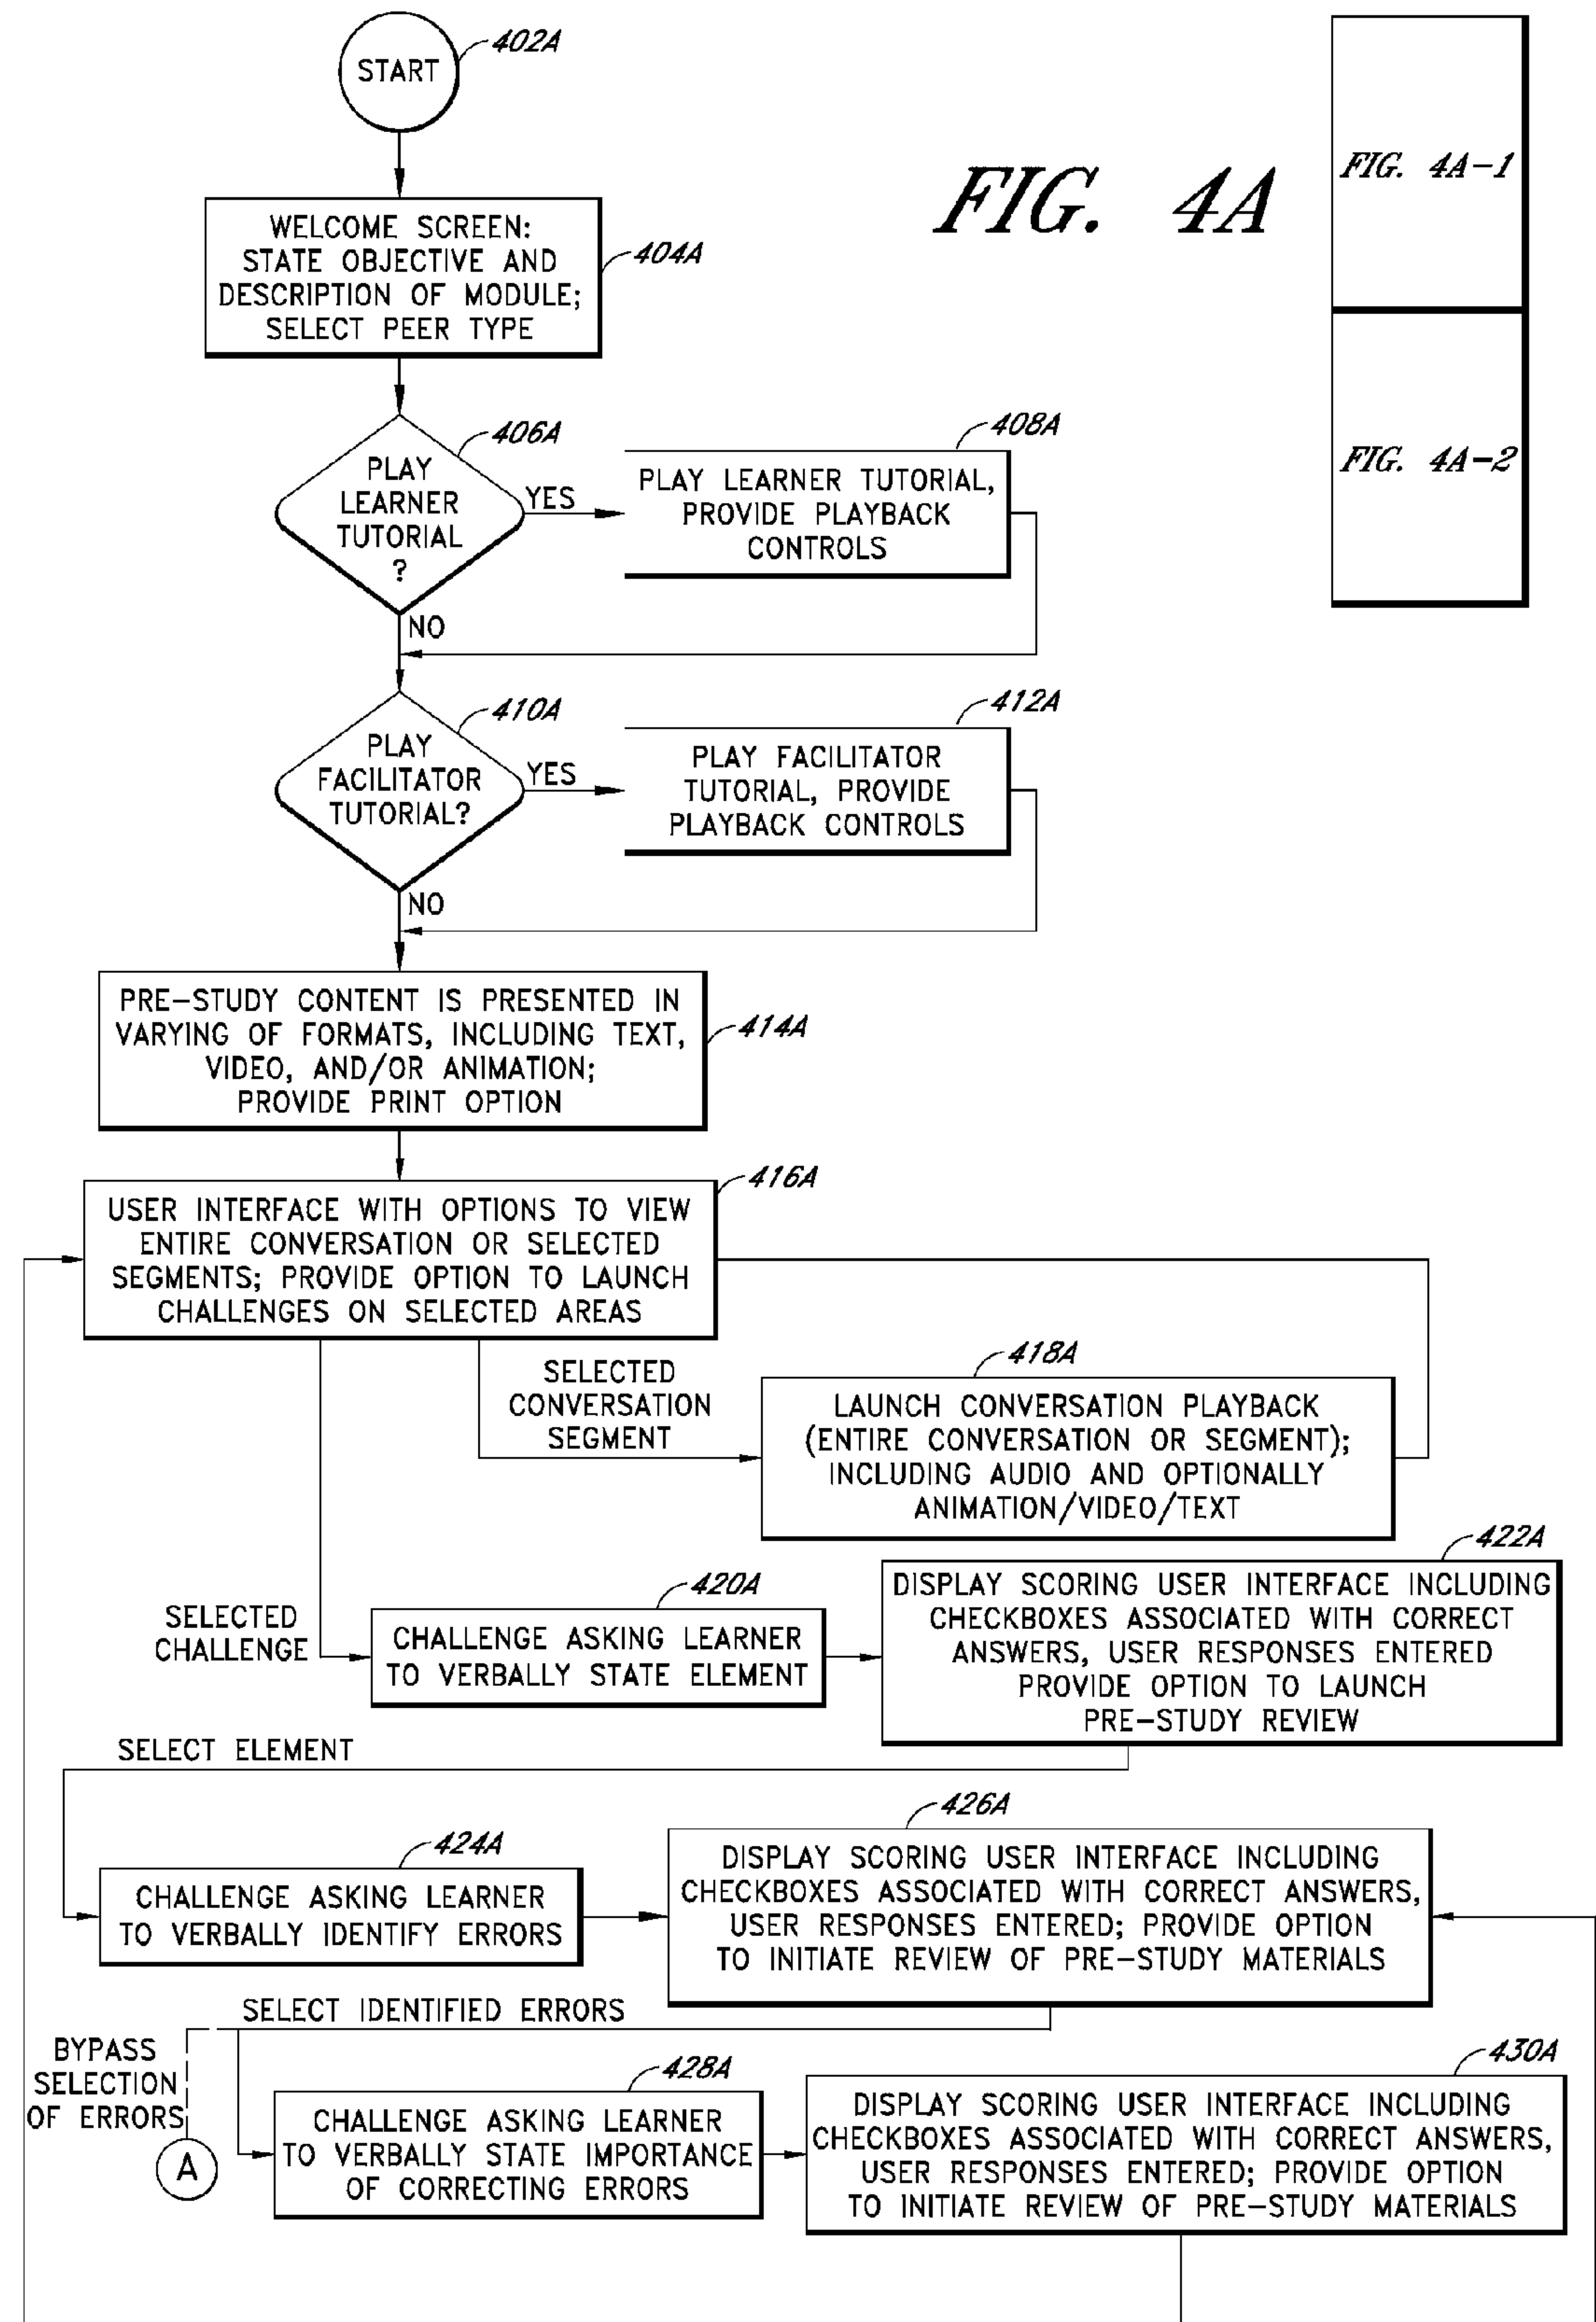 START
402A
FIG. 4A
FIG. 4A-1
FIG. 4A-2
WELCOME SCREEN:
STATE OBJECTIVE AND
DESCRIPTION OF MODULE;
SELECT PEER TYPE
404A
406A
PLAY
LEARNER
TUTORIAL
?
YES
NO
408A
PLAY LEARNER TUTORIAL,
PROVIDE PLAYBACK
CONTROLS
410A
PLAY
FACILITATOR
TUTORIAL?
YES
NO
412A
PLAY FACILITATOR
TUTORIAL, PROVIDE
PLAYBACK CONTROLS
PRE-STUDY CONTENT IS PRESENTED IN
VARYING OF FORMATS, INCLUDING TEXT,
VIDEO, AND/OR ANIMATION;
PROVIDE PRINT OPTION
414A
416A
USER INTERFACE WITH OPTIONS TO VIEW
ENTIRE CONVERSATION OR SELECTED
SEGMENTS; PROVIDE OPTION TO LAUNCH
CHALLENGES ON SELECTED AREAS
SELECTED
CONVERSATION
SEGMENT
418A
LAUNCH CONVERSATION PLAYBACK
(ENTIRE CONVERSATION OR SEGMENT);
INCLUDING AUDIO AND OPTIONALLY
ANIMATION/VIDEO/TEXT
SELECTED
CHALLENGE
420A
CHALLENGE ASKING LEARNER
TO VERBALLY STATE ELEMENT
422A
DISPLAY SCORING USER INTERFACE INCLUDING
CHECKBOXES ASSOCIATED WITH CORRECT
ANSWERS, USER RESPONSES ENTERED
PROVIDE OPTION TO LAUNCH
PRE-STUDY REVIEW
SELECT ELEMENT
424A
CHALLENGE ASKING LEARNER
TO VERBALLY IDENTIFY ERRORS
426A
DISPLAY SCORING USER INTERFACE INCLUDING
CHECKBOXES ASSOCIATED WITH CORRECT ANSWERS,
USER RESPONSES ENTERED; PROVIDE OPTION
TO INITIATE REVIEW OF PRE-STUDY MATERIALS
SELECT IDENTIFIED ERRORS
BYPASS
SELECTION
OF ERRORS
A
428A
CHALLENGE ASKING LEARNER
TO VERBALLY STATE IMPORTANCE
OF CORRECTING ERRORS
430A
DISPLAY SCORING USER INTERFACE INCLUDING
CHECKBOXES ASSOCIATED WITH CORRECT ANSWERS,
USER RESPONSES ENTERED; PROVIDE OPTION
TO INITIATE REVIEW OF PRE-STUDY MATERIALS